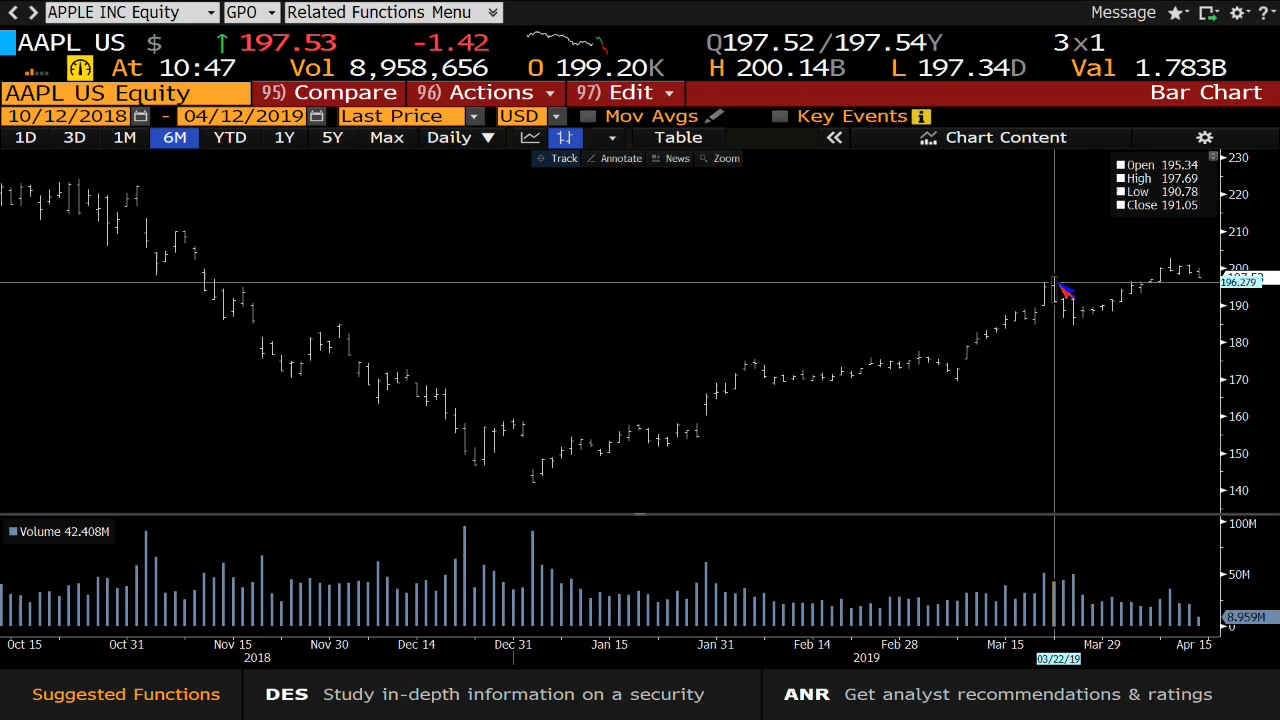 APPLE INC Equity GPO Related Functions Menu Message ?
AAPL US $ ↑ 197.53 -1.42 Q197.52/197.54Y 3x1
At 10:47 Vol 8,958,656 O 199.20K H 200.14B L 197.34D Val 1.783B
AAPL US Equity 95) Compare 96) Actions 97) Edit Bar Chart
10/12/2018 - 04/12/2019 Last Price USD Mov Avgs Key Events i
1D 3D 1M 6M YTD 1Y 5Y Max Daily ▼ Table « Chart Content
Track Annotate News Zoom
Open 195.34
High 197.69
Low 190.78
Close 191.05
230
220
210
200
196.279
190
180
170
160
150
140
Volume 42.408M
100M
50M
8.959M
0
Oct 15 Oct 31 Nov 15 Nov 30 Dec 14 Dec 31 Jan 15 Jan 31 Feb 14 Feb 28 Mar 15 Mar 29 Apr 15
2018 2019 03/22/19
Suggested Functions DES Study in-depth information on a security ANR Get analyst recommendations & ratings